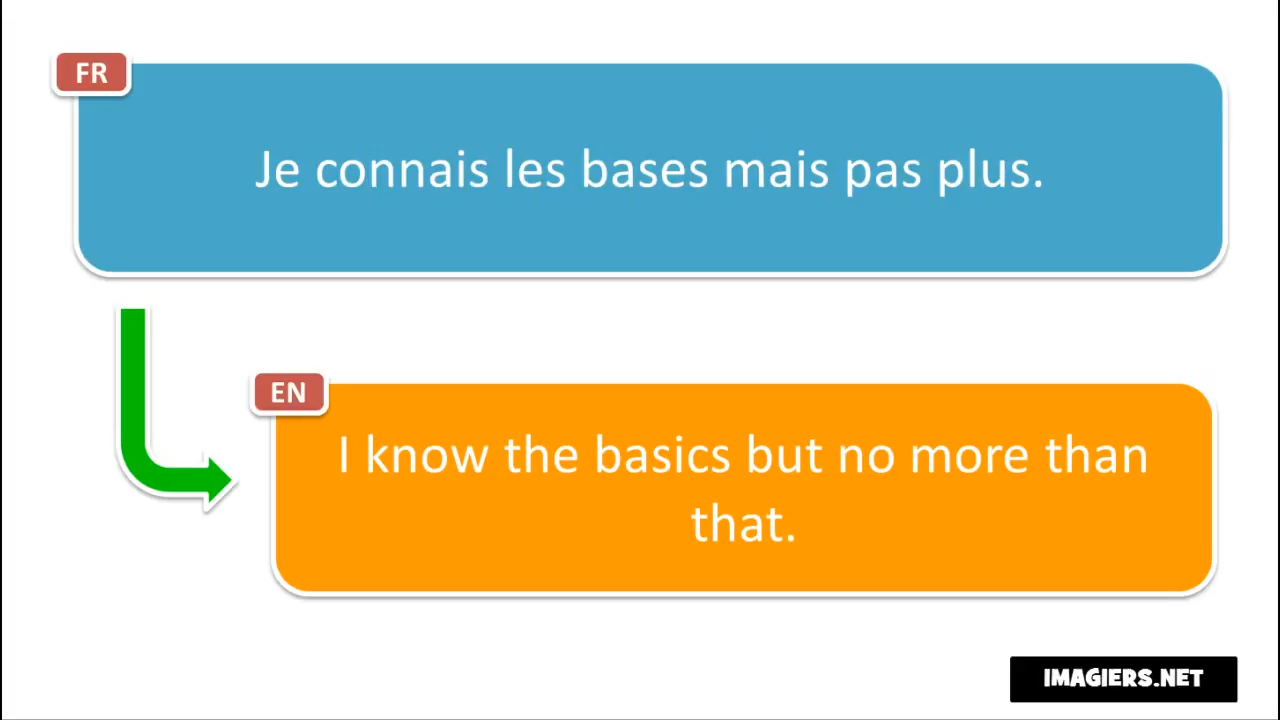 FR
Je connais les bases mais pas plus.
EN
I know the basics but no more than
that.
IMAGIERS.NET